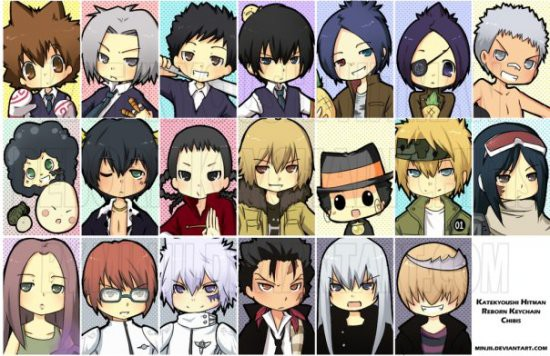 01
KATEKYOUSHI HITMAN
REBORN KEYCHAIN
CHIBIS
MINJII.DEVIANTART.COM